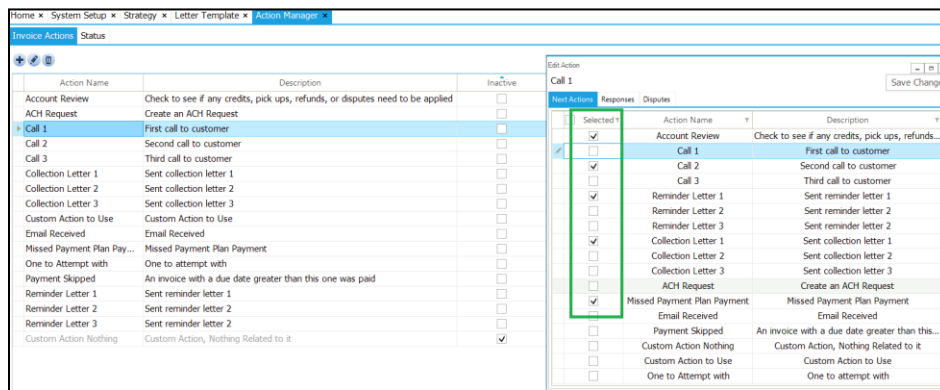 Home × System Setup × Strategy × Letter Template × Action Manager ×
Invoice Actions Status
Action Name Description Inactive
Account Review Check to see if any credits, pick ups, refunds, or disputes need to be applied
ACH Request Create an ACH Request
Call 1 First call to customer
Call 2 Second call to customer
Call 3 Third call to customer
Collection Letter 1 Sent collection letter 1
Collection Letter 2 Sent collection letter 2
Collection Letter 3 Sent collection letter 3
Custom Action to Use Custom Action to Use
Email Received Email Received
Missed Payment Plan Pay... Missed Payment Plan Payment
One to Attempt with One to attempt with
Payment Skipped An invoice with a due date greater than this one was paid
Reminder Letter 1 Sent reminder letter 1
Reminder Letter 2 Sent reminder letter 2
Reminder Letter 3 Sent reminder letter 2
Custom Action Nothing Custom Action, Nothing Related to it
Edit Action
Call 1 Save Change
Next Actions Responses Disputes
Selected Action Name Description
Account Review Check to see if any credits, pick ups, refunds...
Call 1 First call to customer
Call 2 Second call to customer
Call 3 Third call to customer
Reminder Letter 1 Sent reminder letter 1
Reminder Letter 2 Sent reminder letter 2
Reminder Letter 3 Sent reminder letter 2
Collection Letter 1 Sent collection letter 1
Collection Letter 2 Sent collection letter 2
Collection Letter 3 Sent collection letter 3
ACH Request Create an ACH Request
Missed Payment Plan Payment Missed Payment Plan Payment
Email Received Email Received
Payment Skipped An invoice with a due date greater than this...
Custom Action Nothing Custom Action, Nothing Related to it
Custom Action to Use Custom Action to Use
One to Attempt with One to attempt with